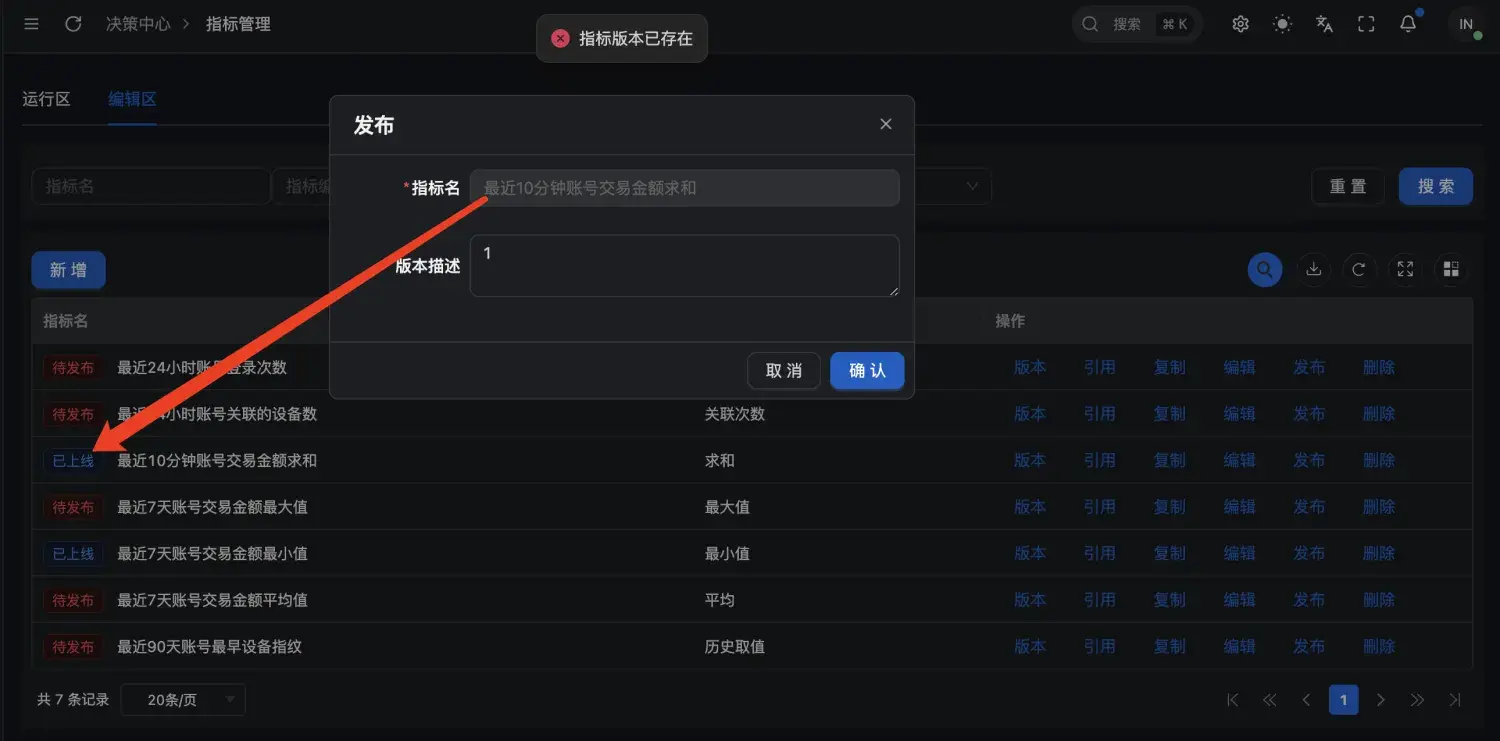 决策中心 > 指标管理
指标版本已存在
搜索 ⌘ K
IN
运行区 编辑区
发布
指标名 指标编
*指标名 最近10分钟账号交易金额求和
重置 搜索
版本描述 1
新增
取消 确认
指标名 操作
待发布 最近24小时账号登录次数 版本 引用 复制 编辑 发布 删除
待发布 最近24小时账号关联的设备数 关联次数 版本 引用 复制 编辑 发布 删除
已上线 最近10分钟账号交易金额求和 求和 版本 引用 复制 编辑 发布 删除
待发布 最近7天账号交易金额最大值 最大值 版本 引用 复制 编辑 发布 删除
已上线 最近7天账号交易金额最小值 最小值 版本 引用 复制 编辑 发布 删除
待发布 最近7天账号交易金额平均值 平均 版本 引用 复制 编辑 发布 删除
待发布 最近90天账号最早设备指纹 历史取值 版本 引用 复制 编辑 发布 删除
共 7 条记录 20条/页 1